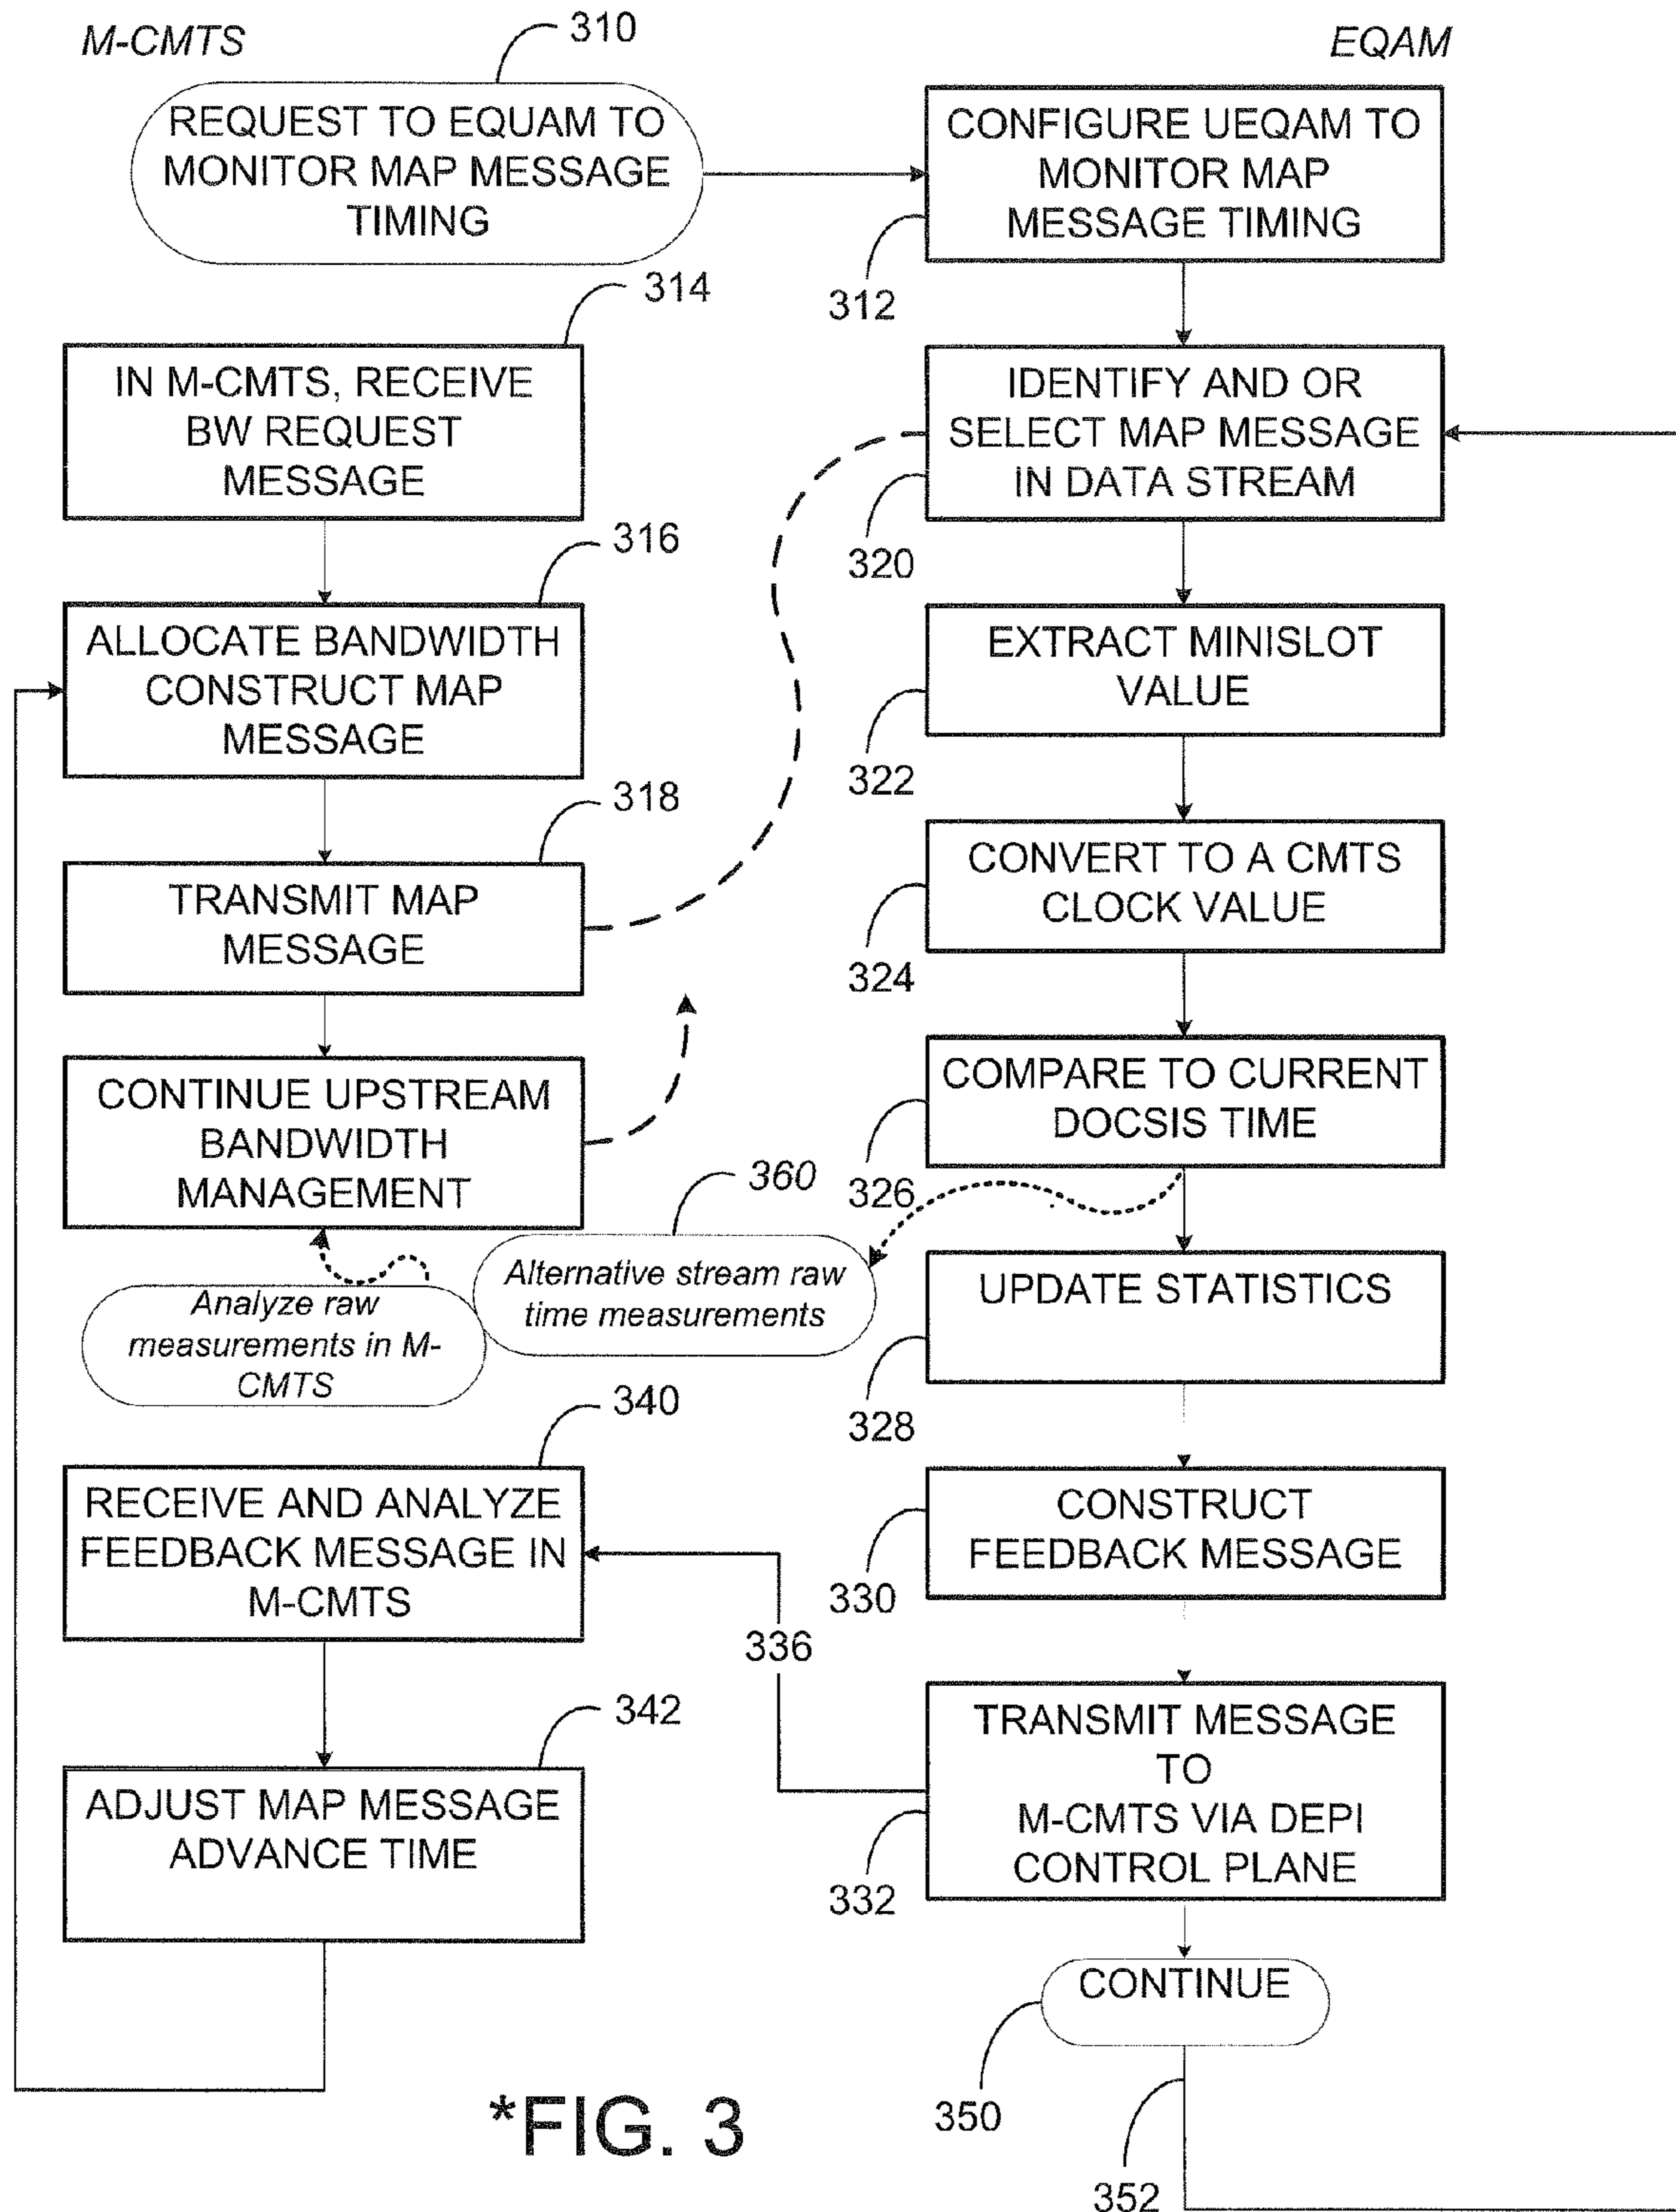 M-CMTS
310
EQAM
REQUEST TO EQUAM TO
MONITOR MAP MESSAGE
TIMING
CONFIGURE UEQAM TO
MONITOR MAP
MESSAGE TIMING
312
314
IN M-CMTS, RECEIVE
BW REQUEST
MESSAGE
IDENTIFY AND OR
SELECT MAP MESSAGE
IN DATA STREAM
320
316
ALLOCATE BANDWIDTH
CONSTRUCT MAP
MESSAGE
EXTRACT MINISLOT
VALUE
322
318
TRANSMIT MAP
MESSAGE
CONVERT TO A CMTS
CLOCK VALUE
324
CONTINUE UPSTREAM
BANDWIDTH
MANAGEMENT
COMPARE TO CURRENT
DOCSIS TIME
326
360
Alternative stream raw
time measurements
Analyze raw
measurements in M-
CMTS
UPDATE STATISTICS
328
340
RECEIVE AND ANALYZE
FEEDBACK MESSAGE IN
M-CMTS
CONSTRUCT
FEEDBACK MESSAGE
330
336
342
ADJUST MAP MESSAGE
ADVANCE TIME
TRANSMIT MESSAGE
TO
M-CMTS VIA DEPI
CONTROL PLANE
332
CONTINUE
350
352
*FIG. 3